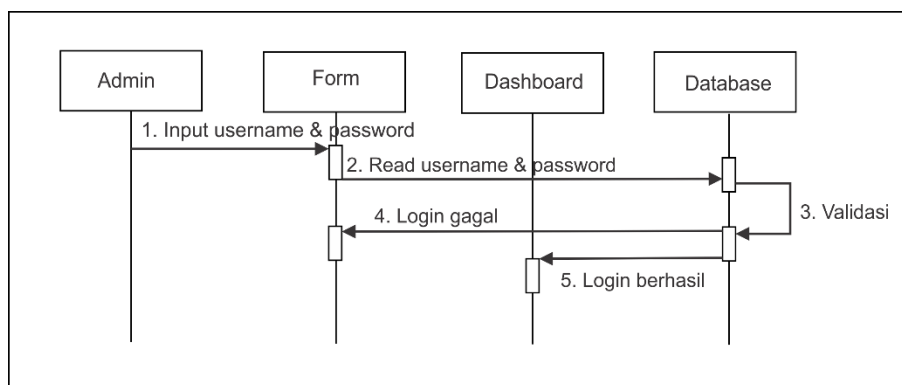 Admin
Form
Dashboard
Database
1. Input username & password
2. Read username & password
3. Validasi
4. Login gagal
5. Login berhasil